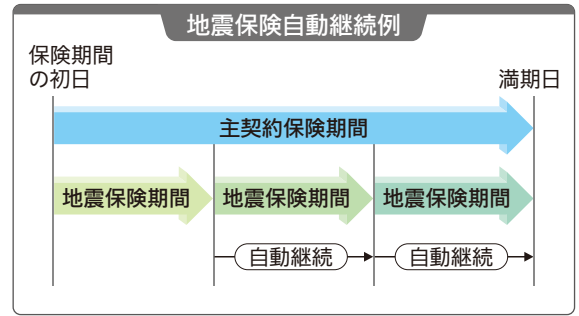 地震保険自動継続例
保険期間
の初日
満期日
主契約保険期間
地震保険期間
地震保険期間
地震保険期間
自動継続
自動継続